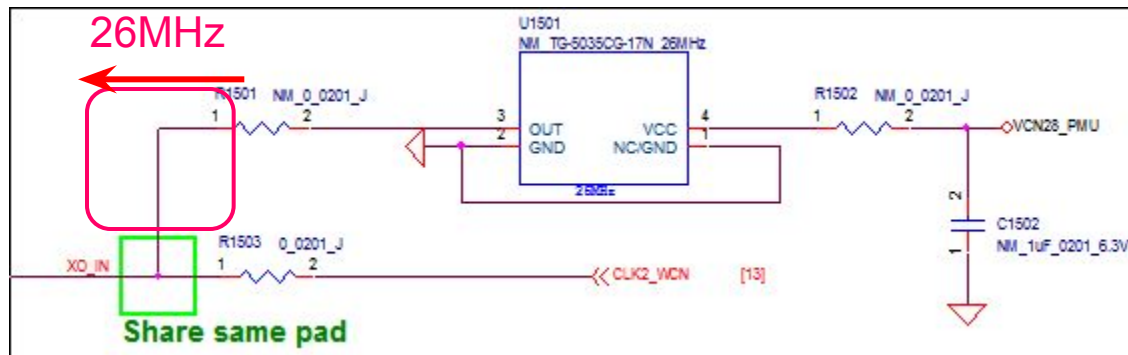 26MHz
U1501
NM_TG-5035CG-17N_26MHz
R1501 NM_0_0201_J
1 2
3 OUT VCC 4
2 GND NC/GND 1
26MHz
R1502 NM_0_0201_J
1 2
VCN28_PMU
2
C1502
1
NM_1uF_0201_6.3V
R1503 0_0201_J
XO_IN
1 2
CLK2_WCN [13]
Share same pad